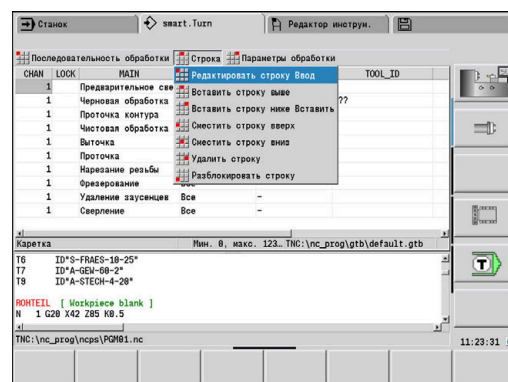 Станок smart.Turn Редактор инструм.
Последовательность обработки Строка Параметры обработки
CHAN LOCK MAIN TOOL_ID
1 Предварительное све
1 Черновая обработка ??
1 Проточка контура
1 Чистовая обработка
1 Выточка
1 Проточка
1 Нарезание резьбы
1 Фрезерование Все
1 Удаление заусенцев Все –
1 Сверление Все –
Редактировать строку Ввод
Вставить строку выше
Вставить строку ниже Вставить
Сместить строку вверх
Сместить строку вниз
Удалить строку
Разблокировать строку
Каретка Мин. 0, макс. 123… TNC:\nc_prog\gtb\default.gtb
T6 ID"S-FRAES-10-25"
T7 ID"A-GEW-60-2"
T9 ID"A-STECH-4-20"
ROHTEIL [ Workpiece blank ]
N 1 G20 X42 Z85 K0.5
TNC:\nc_prog\ncps\PGM01.nc
T
11:23:31